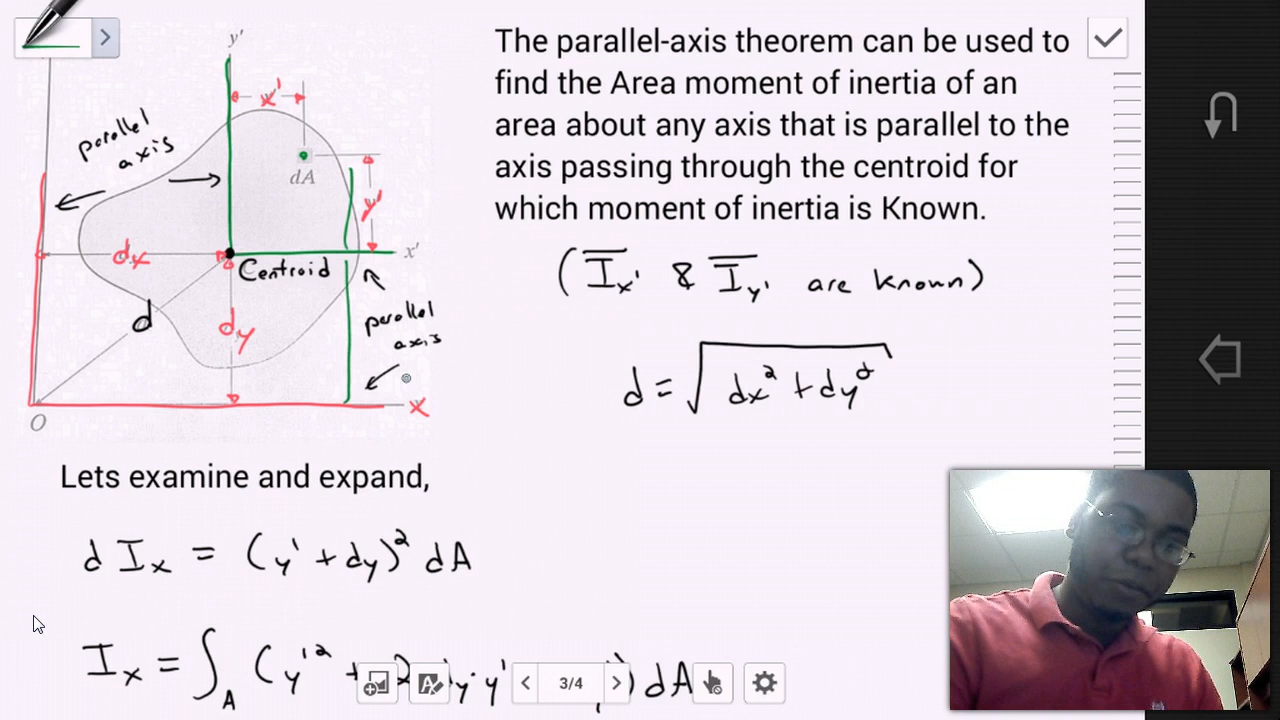 The parallel-axis theorem can be used to
find the Area moment of inertia of an
area about any axis that is parallel to the
axis passing through the centroid for
which moment of inertia is Known.
(I̅x' & I̅y' are known)
d = √dx² + dy²
y'
x'
parallel
axis
dA
y'
x'
dx
Centroid
d
dy
parallel
axis
x
O
Lets examine and expand,
d Ix = (y' + dy)² dA
Ix = ∫A (y'² + 2 y' ) dA
3/4